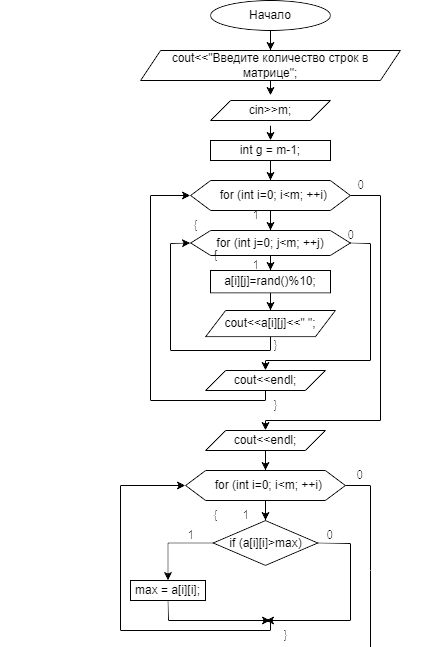 Начало
cout<<"Введите количество строк в
матрице";
cin>>m;
int g = m-1;
for (int i=0; i<m; ++i)
0
1
{
for (int j=0; j<m; ++j)
0
{
1
a[i][j]=rand()%10;
cout<<a[i][j]<<" ";
}
cout<<endl;
}
cout<<endl;
for (int i=0; i<m; ++i)
0
{
1
1
if (a[i][i]>max)
0
max = a[i][i];
}